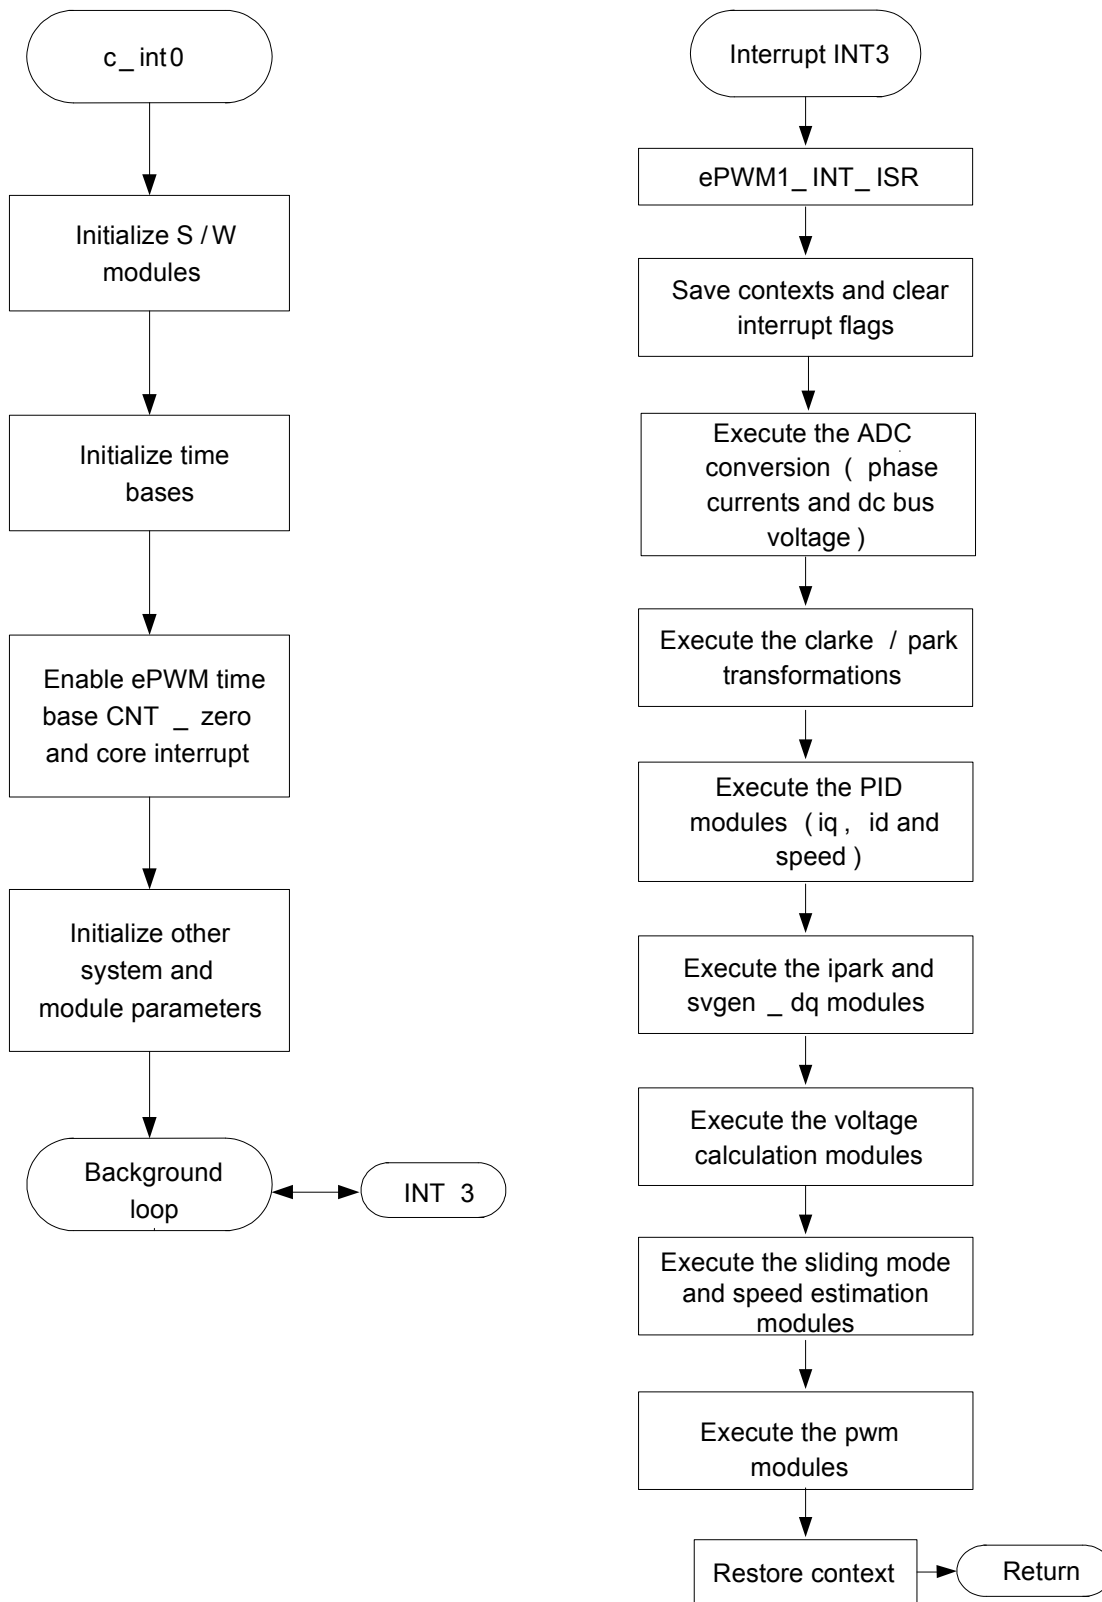 c_int0
Initialize S/W
modules
Initialize time
bases
Enable ePWM time
base CNT _ zero
and core interrupt
Initialize other
system and
module parameters
Background
loop
INT 3
Interrupt INT3
ePWM1_INT_ISR
Save contexts and clear
interrupt flags
Execute the ADC
conversion ( phase
currents and dc bus
voltage)
Execute the clarke / park
transformations
Execute the PID
modules (iq, id and
speed)
Execute the ipark and
svgen _ dq modules
Execute the voltage
calculation modules
Execute the sliding mode
and speed estimation
modules
Execute the pwm
modules
Restore context
Return